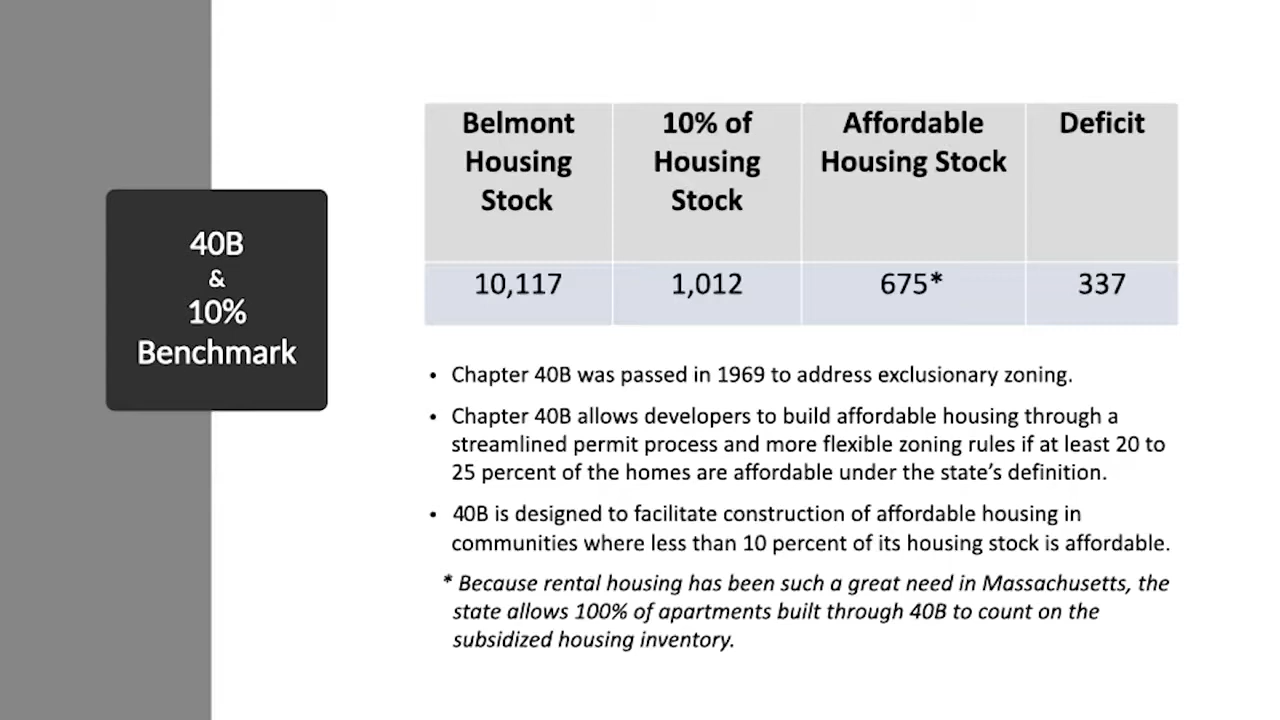 40B
&
10%
Benchmark
Belmont Housing Stock
10% of Housing Stock
Affordable Housing Stock
Deficit
10,117
1,012
675*
337
• Chapter 40B was passed in 1969 to address exclusionary zoning.
• Chapter 40B allows developers to build affordable housing through a
streamlined permit process and more flexible zoning rules if at least 20 to
25 percent of the homes are affordable under the state’s definition.
• 40B is designed to facilitate construction of affordable housing in
communities where less than 10 percent of its housing stock is affordable.
* Because rental housing has been such a great need in Massachusetts, the
state allows 100% of apartments built through 40B to count on the
subsidized housing inventory.